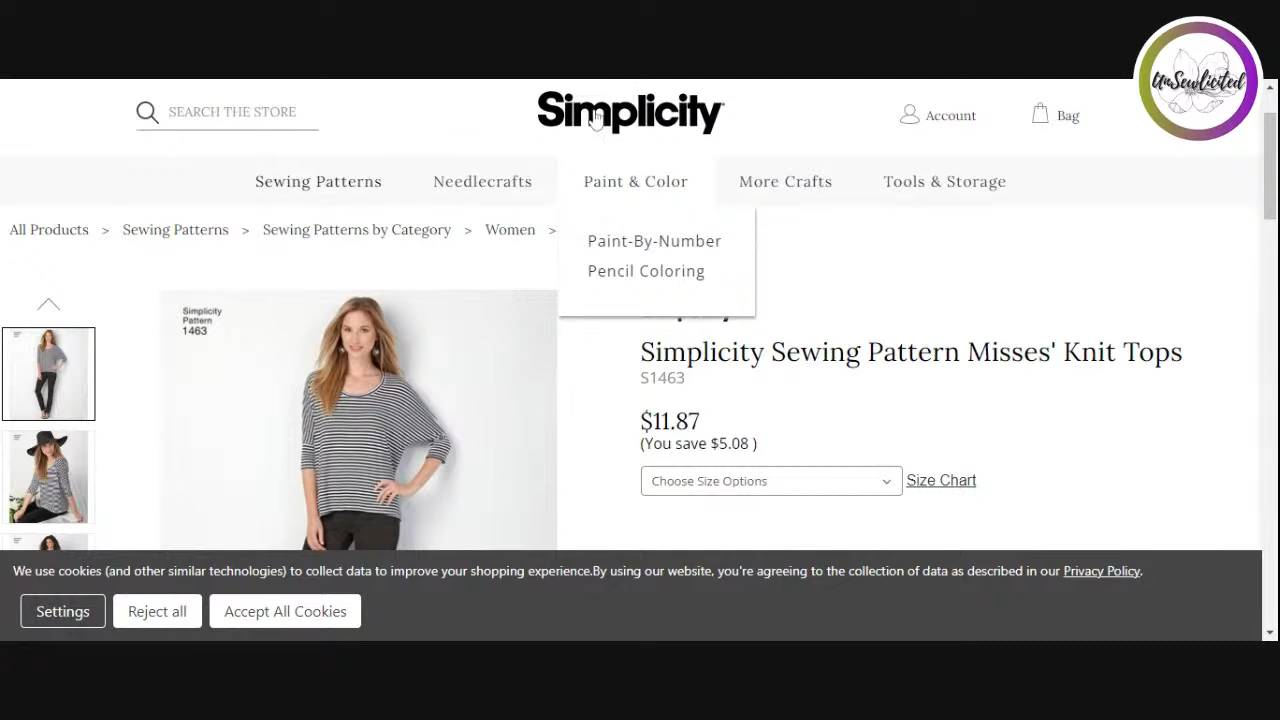 UnSewlicited
SEARCH THE STORE
Simplicity
Account
Bag
Sewing Patterns
Needlecrafts
Paint & Color
More Crafts
Tools & Storage
All Products > Sewing Patterns > Sewing Patterns by Category > Women >
Paint-By-Number
Pencil Coloring
Simplicity
Pattern
1463
Simplicity Sewing Pattern Misses' Knit Tops
S1463
$11.87
(You save $5.08 )
Choose Size Options
Size Chart
We use cookies (and other similar technologies) to collect data to improve your shopping experience.By using our website, you're agreeing to the collection of data as described in our Privacy Policy.
Settings
Reject all
Accept All Cookies